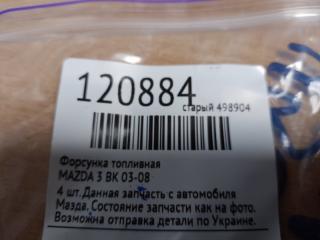 120884
старый 498904
Форсунка топливная
MAZDA 3 BK 03-08
4 шт. Данная запчасть с автомобиля
Мазда. Состояние запчасти как на фото.
Возможна отправка детали по Украине.